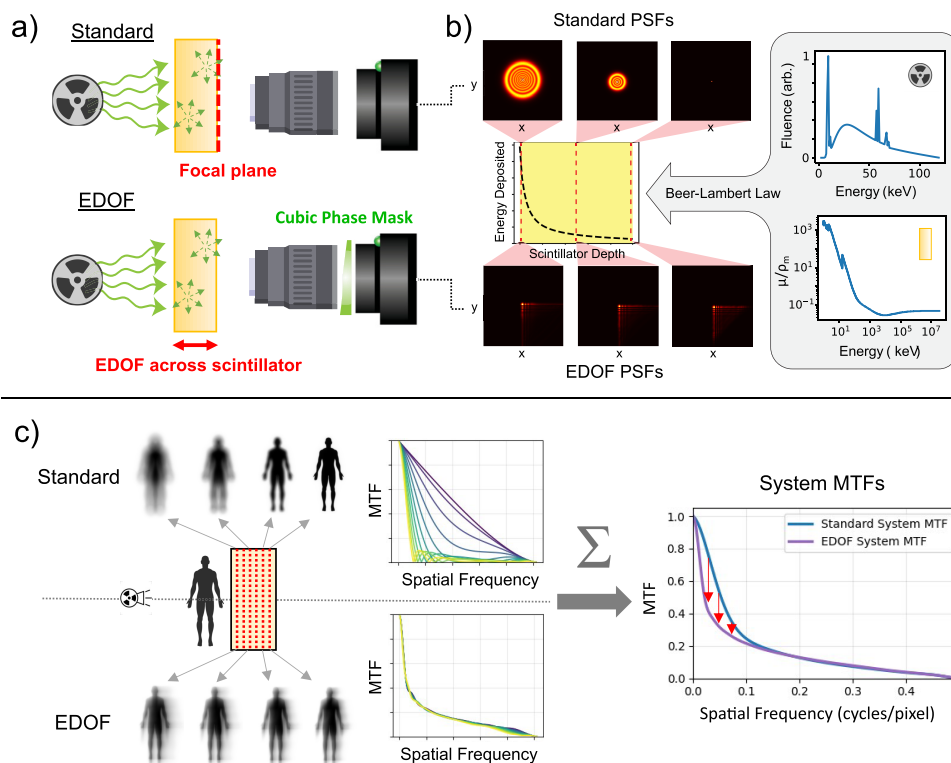 a)
Standard
Focal plane
EDOF
Cubic Phase Mask
EDOF across scintillator
b)
Standard PSFs
y
x
x
x
Energy Deposited
Scintillator Depth
Beer-Lambert Law
y
x
x
x
EDOF PSFs
Fluence (arb.)
1
0
0
50
100
Energy (keV)
μ/ρm
10³
10¹
10⁻¹
10¹
10³
10⁵
10⁷
Energy ( keV)
c)
Standard
EDOF
MTF
Spatial Frequency
MTF
Spatial Frequency
Σ
System MTFs
Standard System MTF
EDOF System MTF
MTF
1.0
0.8
0.6
0.4
0.2
0.0
0.0
0.1
0.2
0.3
0.4
Spatial Frequency (cycles/pixel)